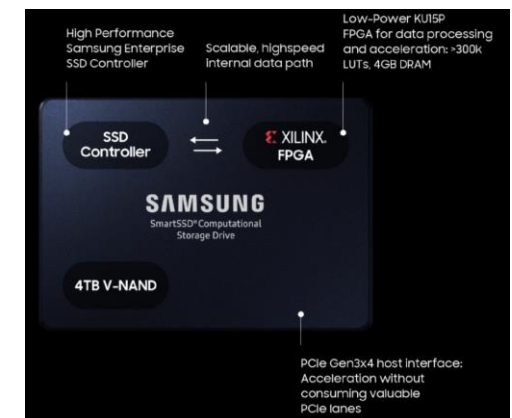 High Performance
Samsung Enterprise
SSD Controller
Scalable, highspeed
internal data path
Low-Power KU15P
FPGA for data processing
and acceleration: >300k
LUTs, 4GB DRAM
SSD
Controller
XILINX.
FPGA
SAMSUNG
SmartSSD® Computational
Storage Drive
4TB V-NAND
PCIe Gen3x4 host interface:
Acceleration without
consuming valuable
PCIe lanes